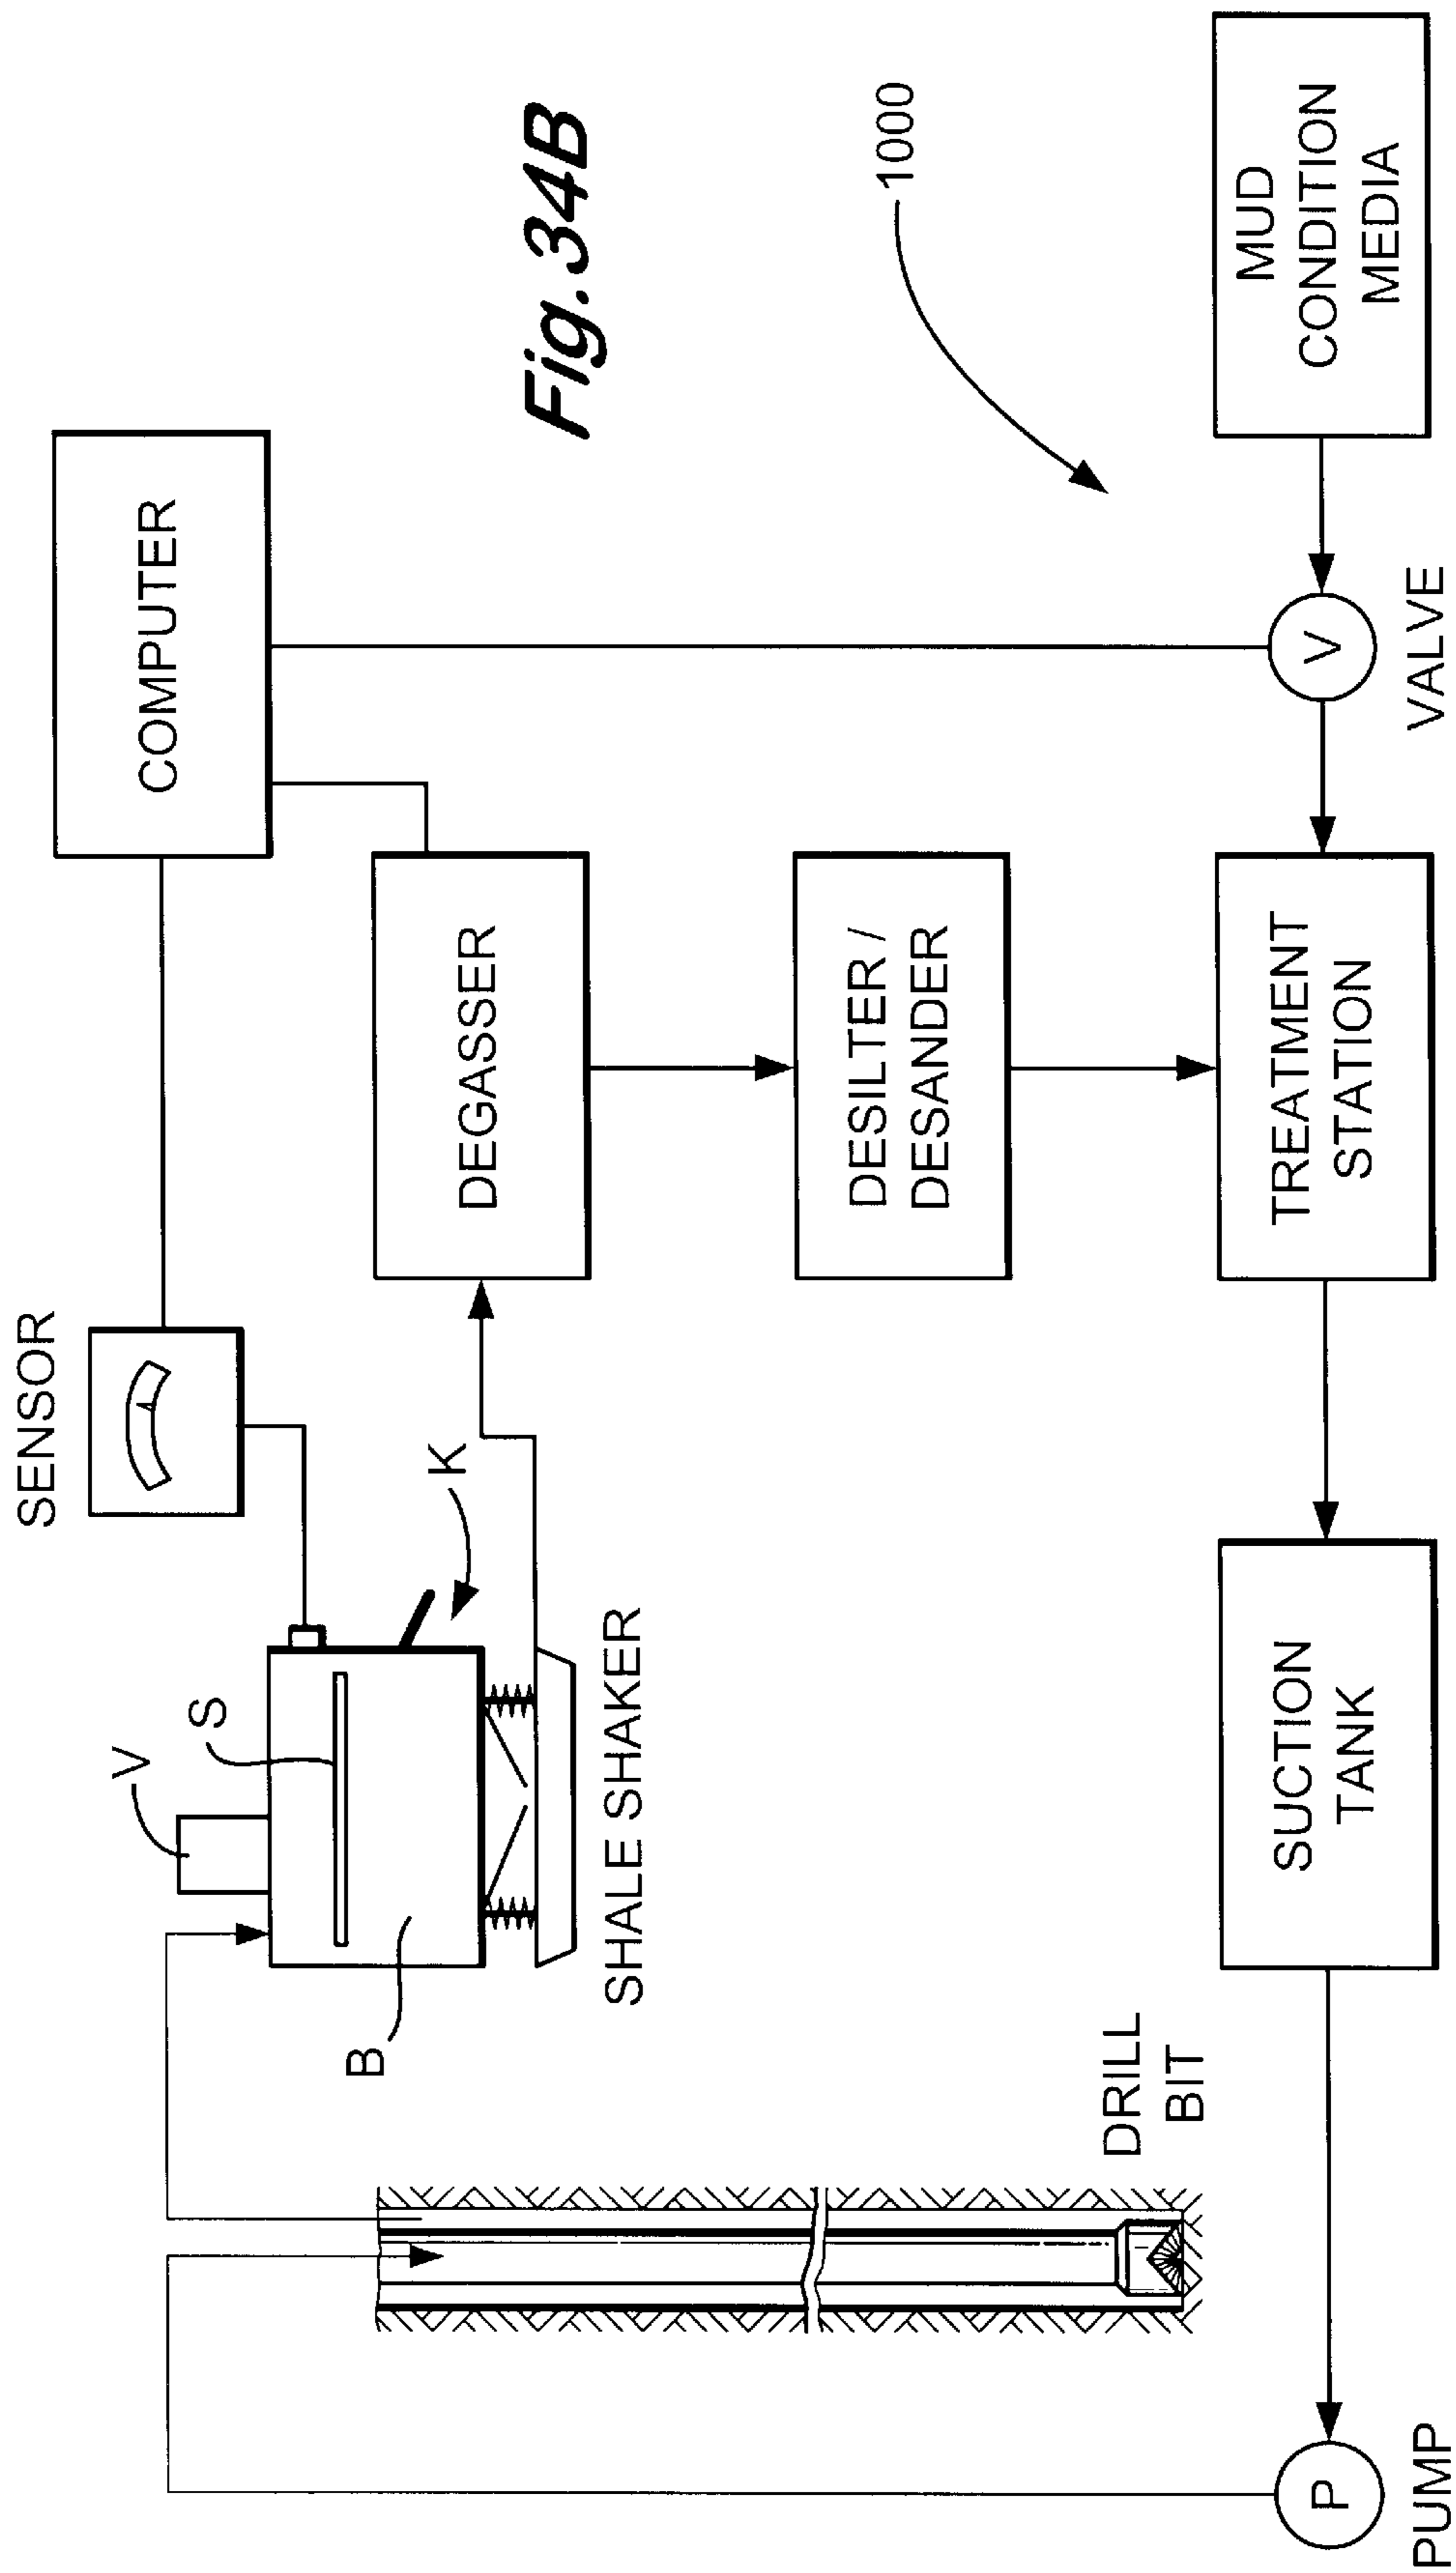 Fig.34B
SENSOR
COMPUTER
V
S
K
B
SHALE SHAKER
DEGASSER
1000
DESILTER /
DESANDER
DRILL
BIT
P
PUMP
SUCTION
TANK
TREATMENT
STATION
V
VALVE
MUD
CONDITION
MEDIA